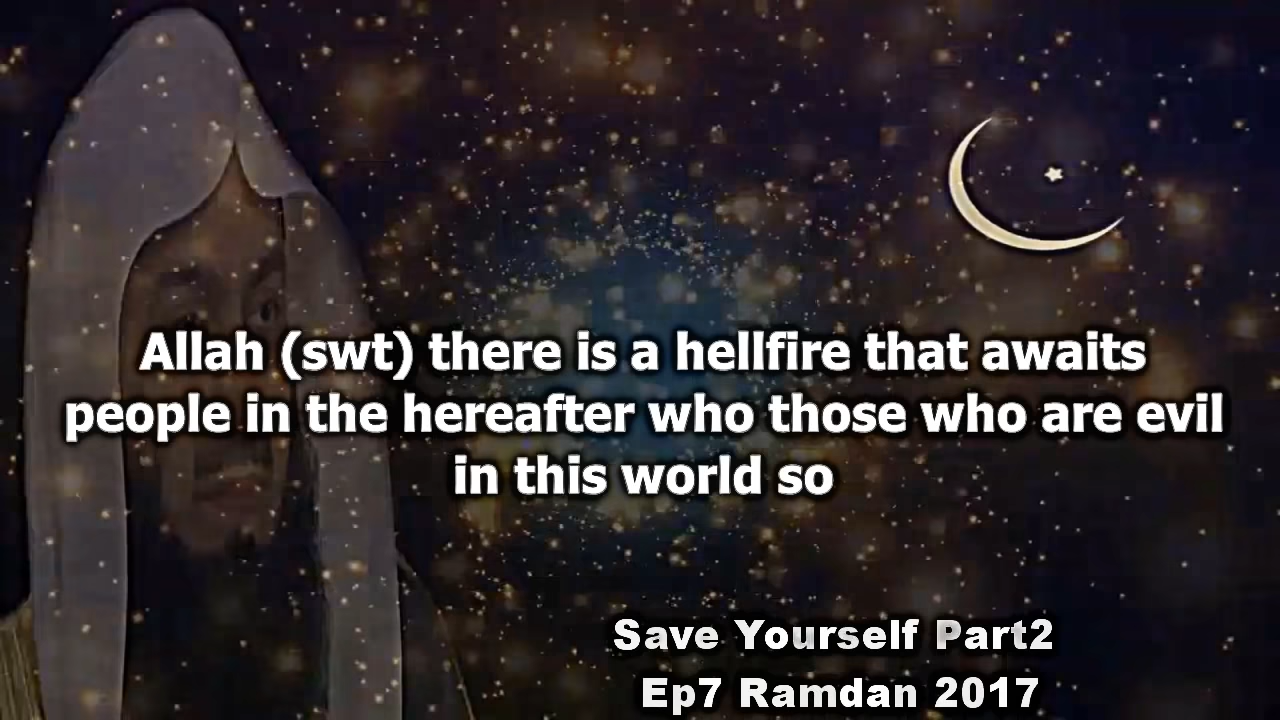 Allah (swt) there is a hellfire that awaits
people in the hereafter who those who are evil
in this world so
Save Yourself Part2
Ep7 Ramdan 2017